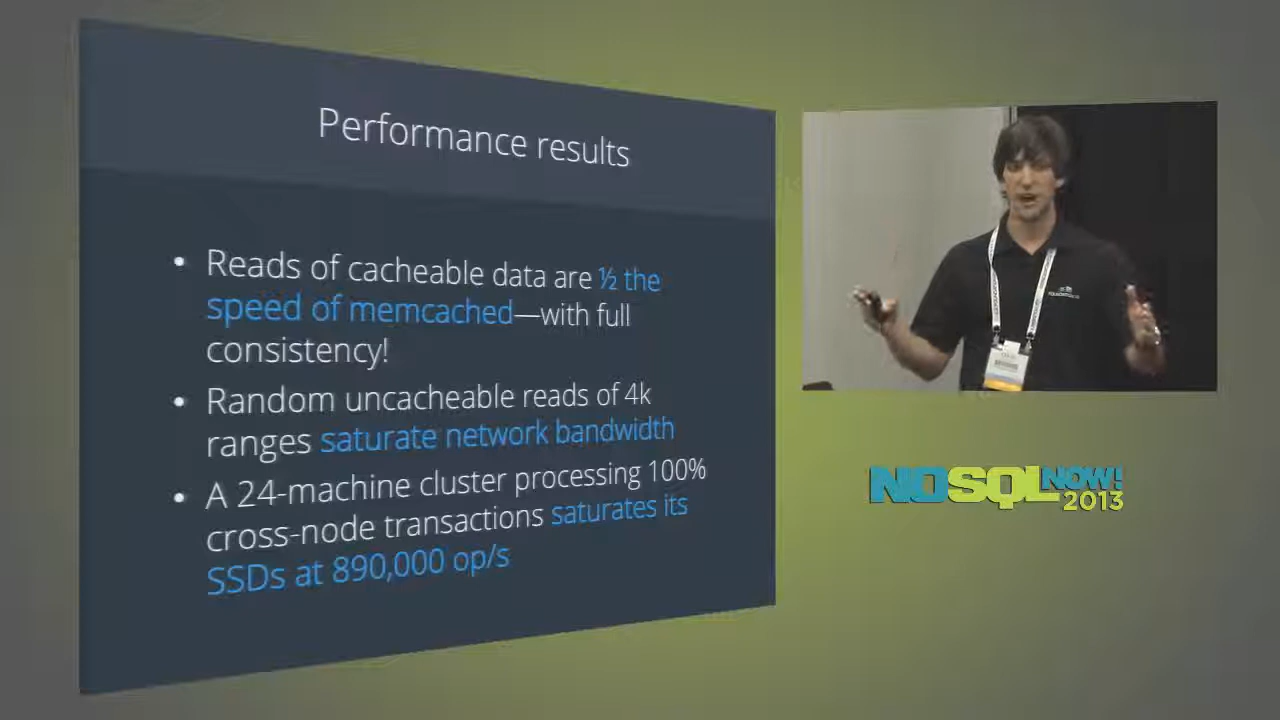 Performance results
• Reads of cacheable data are ½ the
speed of memcached—with full
consistency!
• Random uncacheable reads of 4k
ranges saturate network bandwidth
• A 24-machine cluster processing 100%
cross-node transactions saturates its
SSDs at 890,000 op/s
NOSQLNOW!
2013